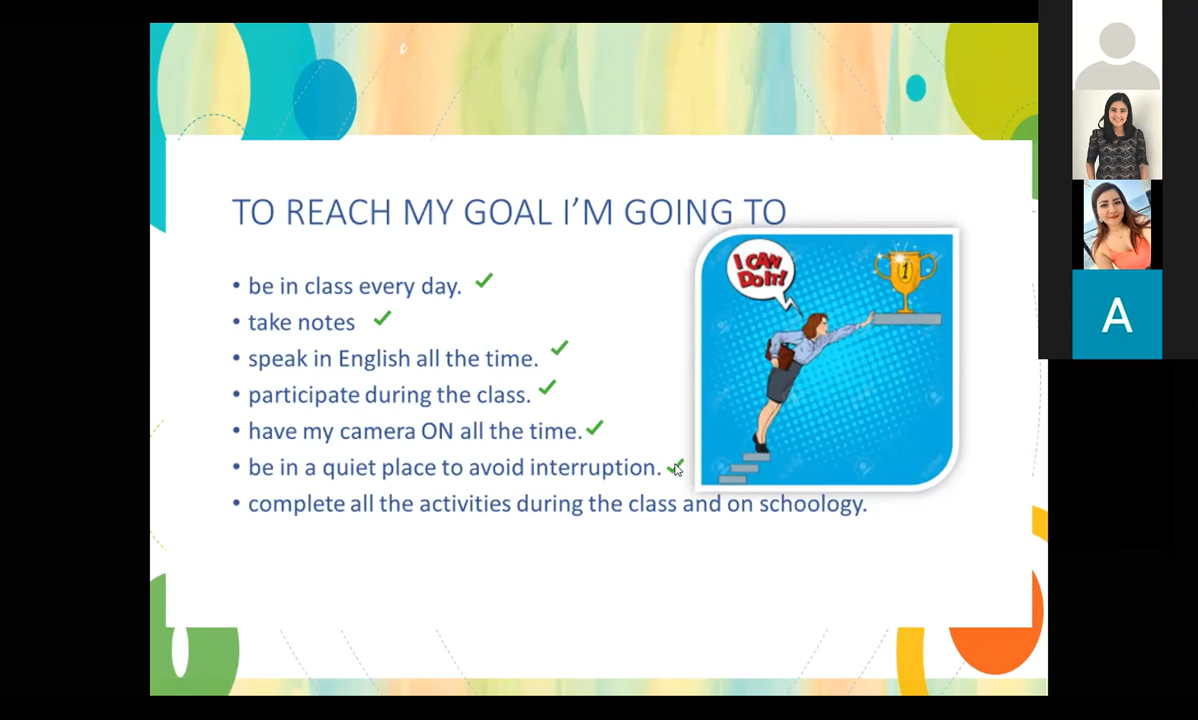 TO REACH MY GOAL I'M GOING TO
• be in class every day.
• take notes
• speak in English all the time.
• participate during the class.
• have my camera ON all the time.
• be in a quiet place to avoid interruption.
• complete all the activities during the class and on schoology.
I CAN
Do IT!
1
A